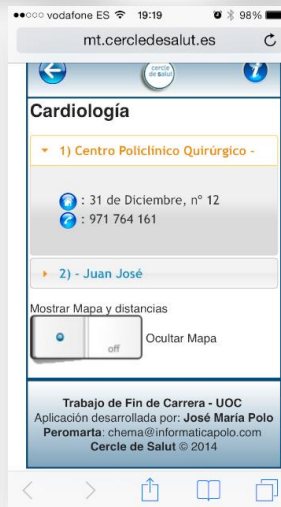 vodafone ES 19:19 98%
mt.cercledesalut.es
cercle
de salut
Cardiología
1) Centro Policlínico Quirúrgico -
: 31 de Diciembre, nº 12
: 971 764 161
2) - Juan José
Mostrar Mapa y distancias
off Ocultar Mapa
Trabajo de Fin de Carrera - UOC
Aplicación desarrollada por: José María Polo
Peromarta: chema@informaticapolo.com
Cercle de Salut © 2014